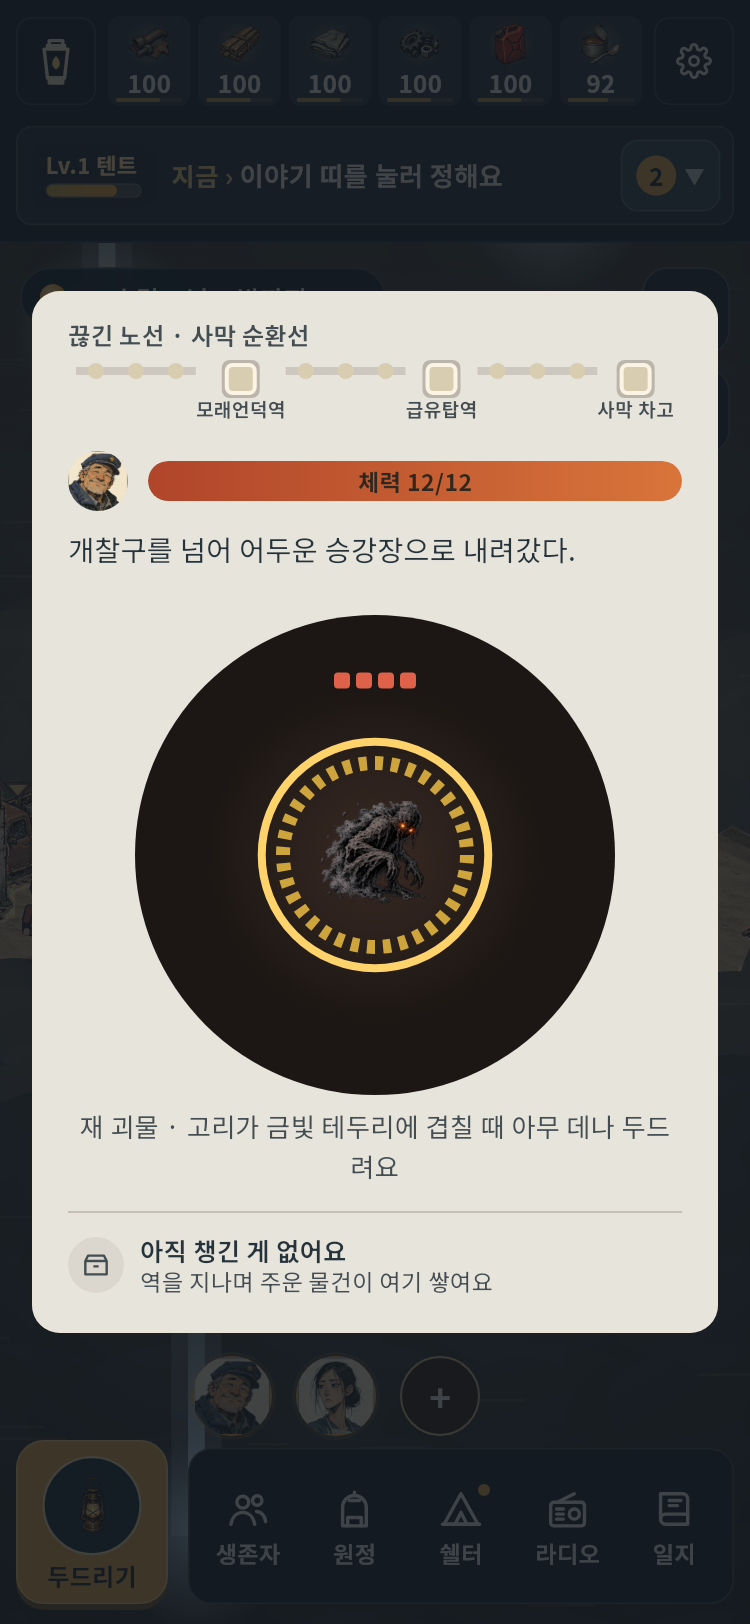 100 100 100 100 100 92
Lv.1 텐트
지금 › 이야기 띠를 눌러 정해요
2
끊긴 노선 · 사막 순환선
모래언덕역 급유탑역 사막 차고
체력 12/12
개찰구를 넘어 어두운 승강장으로 내려갔다.
재 괴물 · 고리가 금빛 테두리에 겹칠 때 아무 데나 두드
려요
아직 챙긴 게 없어요
역을 지나며 주운 물건이 여기 쌓여요
+
두드리기
생존자 원정 쉘터 라디오 일지